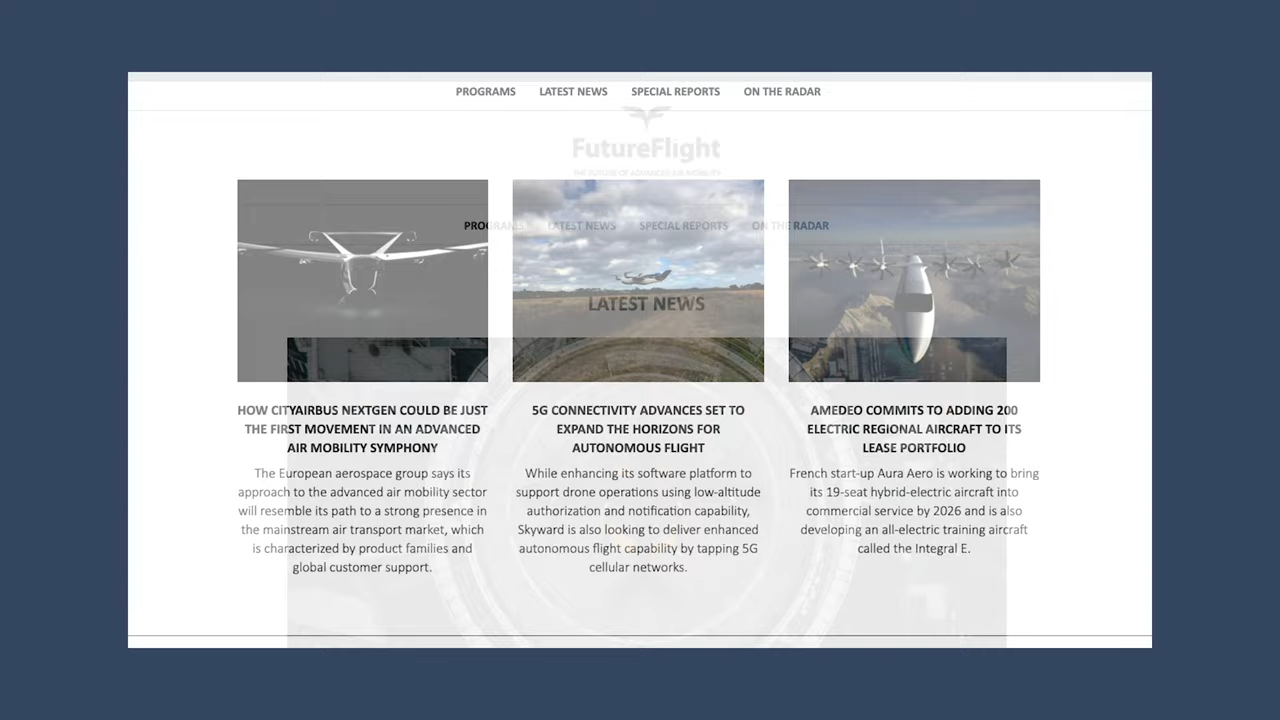 PROGRAMS LATEST NEWS SPECIAL REPORTS ON THE RADAR
FutureFlight
THE FUTURE OF ADVANCED AIR MOBILITY
PROGRAMS LATEST NEWS SPECIAL REPORTS ON THE RADAR
LATEST NEWS
HOW CITYAIRBUS NEXTGEN COULD BE JUST
THE FIRST MOVEMENT IN AN ADVANCED
AIR MOBILITY SYMPHONY
The European aerospace group says its
approach to the advanced air mobility sector
will resemble its path to a strong presence in
the mainstream air transport market, which
is characterized by product families and
global customer support.
5G CONNECTIVITY ADVANCES SET TO
EXPAND THE HORIZONS FOR
AUTONOMOUS FLIGHT
While enhancing its software platform to
support drone operations using low-altitude
authorization and notification capability,
Skyward is also looking to deliver enhanced
autonomous flight capability by tapping 5G
cellular networks.
AMEDEO COMMITS TO ADDING 200
ELECTRIC REGIONAL AIRCRAFT TO ITS
LEASE PORTFOLIO
French start-up Aura Aero is working to bring
its 19-seat hybrid-electric aircraft into
commercial service by 2026 and is also
developing an all-electric training aircraft
called the Integral E.